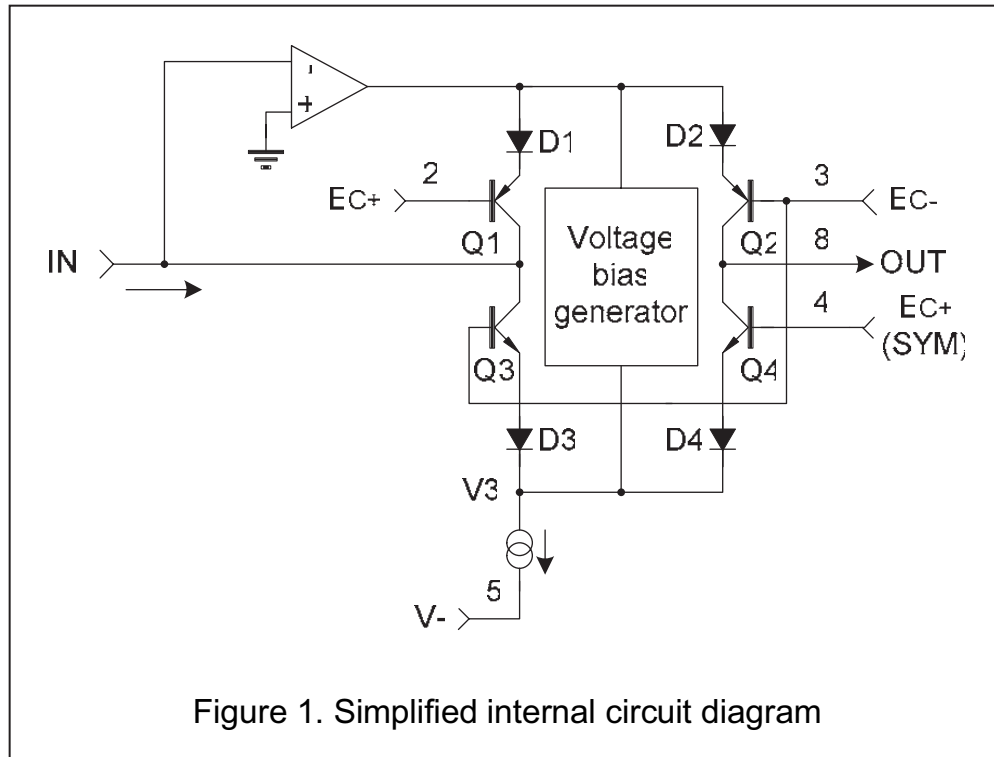 -
+
D1
D2
2
3
EC+
EC-
Q1
Q2
Voltage
bias
generator
8
IN
OUT
4
EC+
(SYM)
Q3
Q4
D3
D4
V3
5
V-
Figure 1. Simplified internal circuit diagram